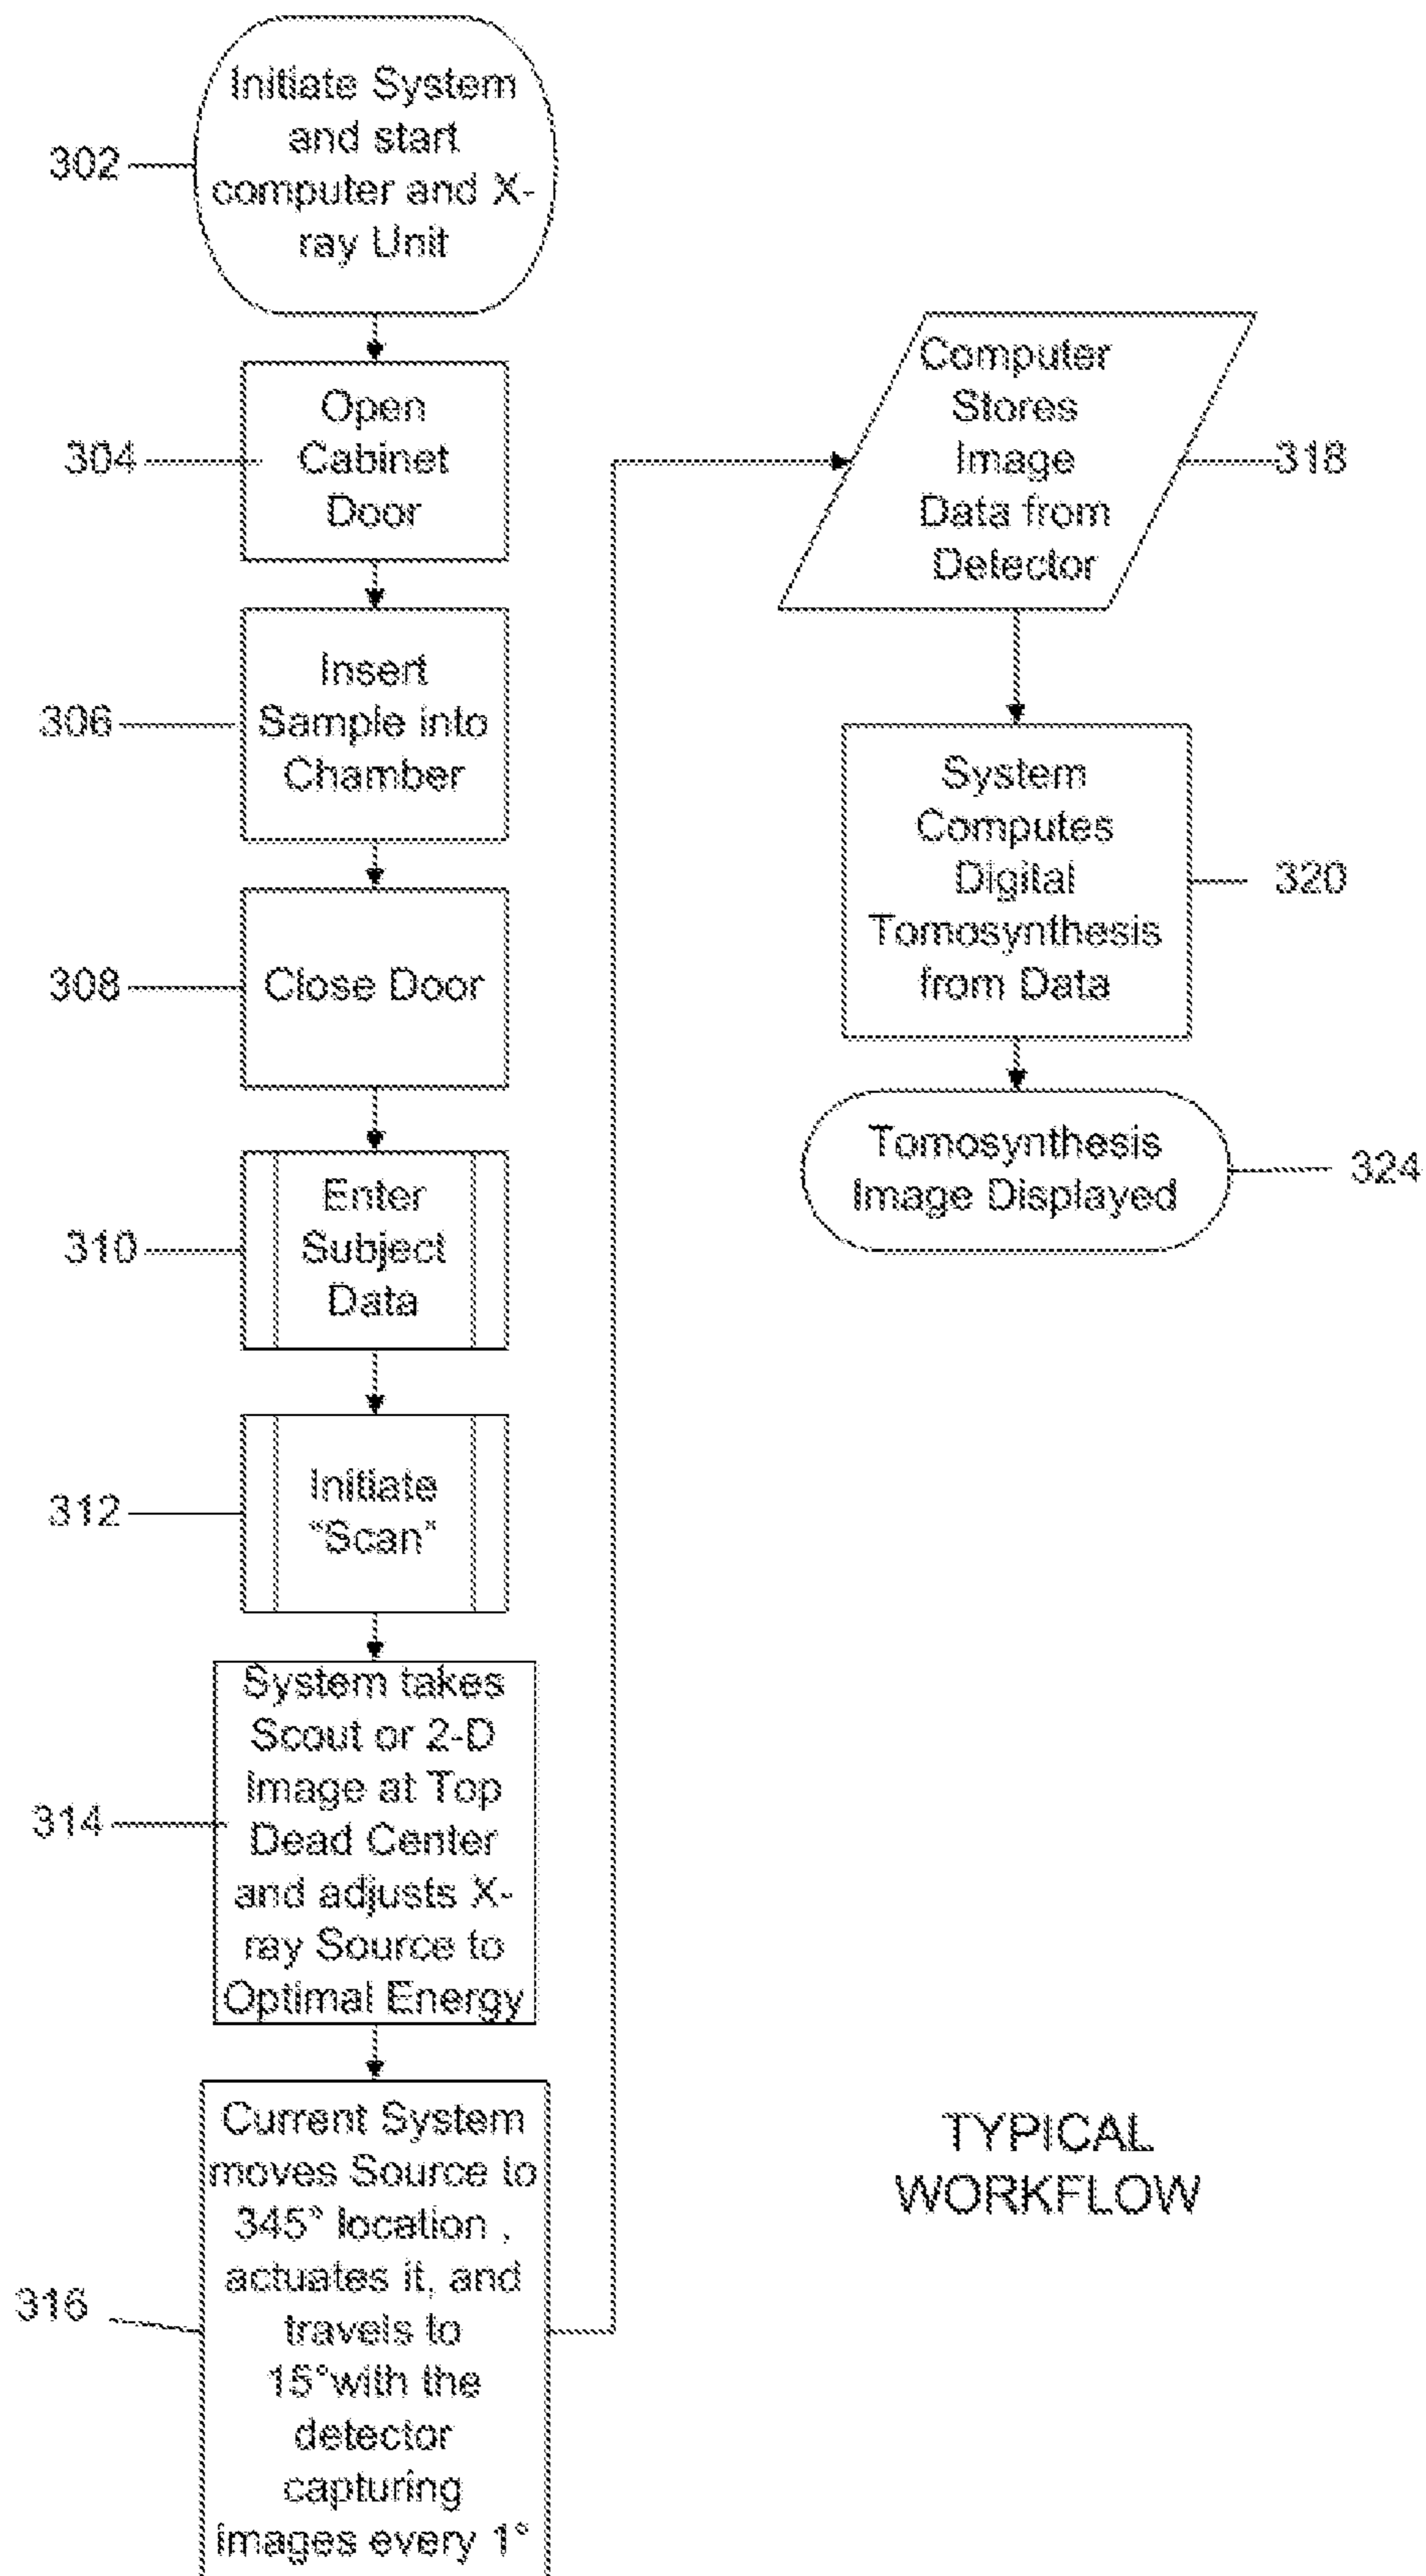 Initiate System
and start
computer and X-
ray Unit
302
Open
Cabinet
Door
304
Insert
Sample into
Chamber
306
Close Door
308
Enter
Subject
Data
310
Initiate
"Scan"
312
System takes
Scout or 2-D
Image at Top
Dead Center
and adjusts X-
ray Source to
Optimal Energy
314
Current System
moves Source to
345° location ,
actuates it, and
travels to
15°with the
detector
capturing
images every 1°
316
Computer
Stores
Image
Data from
Detector
318
System
Computes
Digital
Tomosynthesis
from Data
320
Tomosynthesis
Image Displayed
324
TYPICAL
WORKFLOW